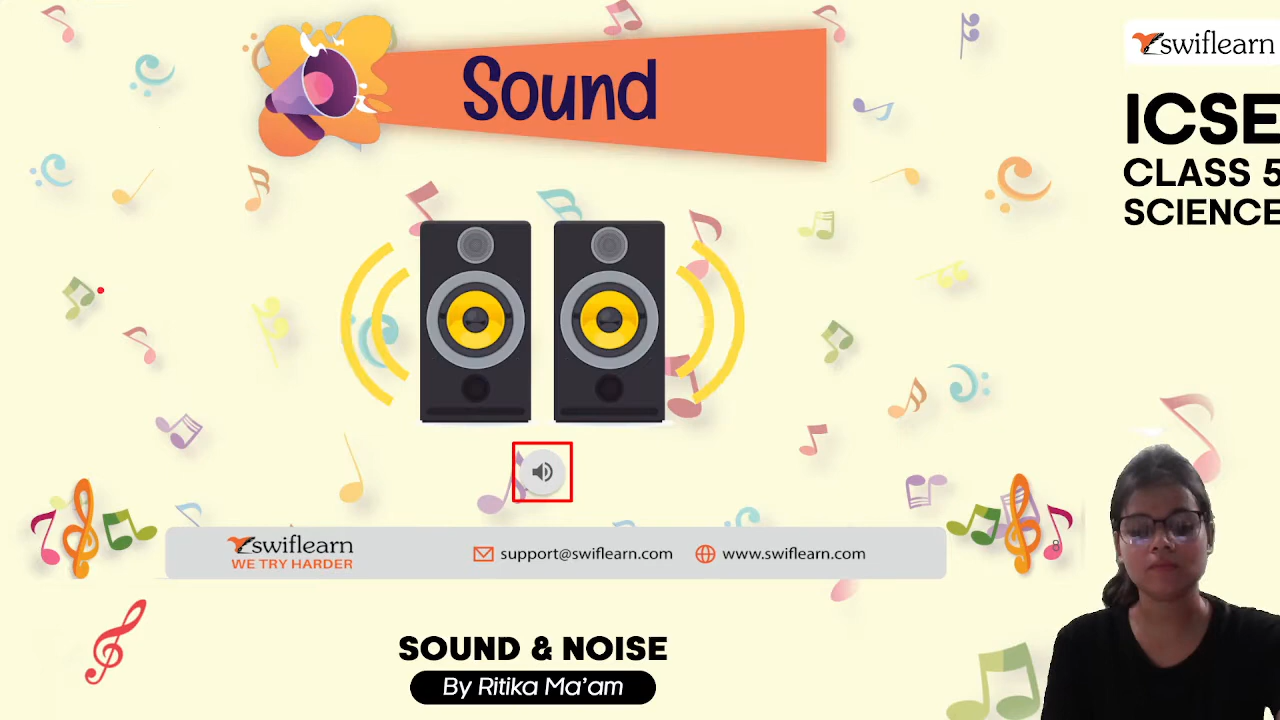 Sound
swiflearn
ICSE
CLASS 5
SCIENCE
swiflearn
WE TRY HARDER
support@swiflearn.com
www.swiflearn.com
8
SOUND & NOISE
By Ritika Ma'am